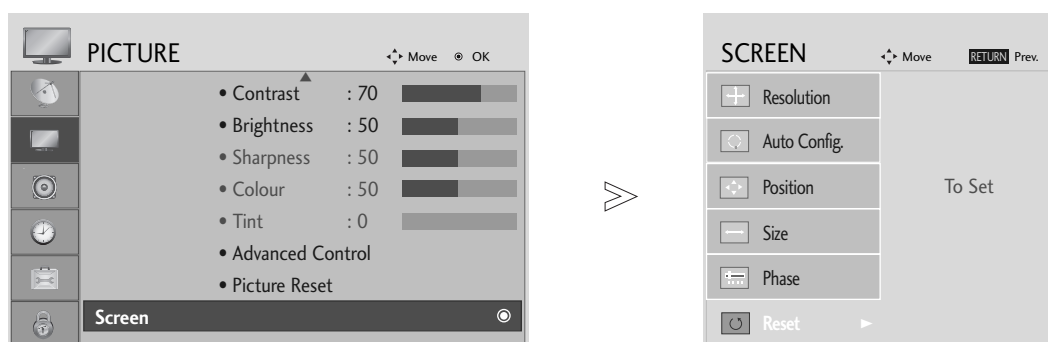 PICTURE
Move OK
• Contrast : 70
• Brightness : 50
• Sharpness : 50
• Colour : 50
• Tint : 0
• Advanced Control
• Picture Reset
Screen
SCREEN
Move RETURN Prev.
Resolution
Auto Config.
Position
Size
Phase
Reset
To Set